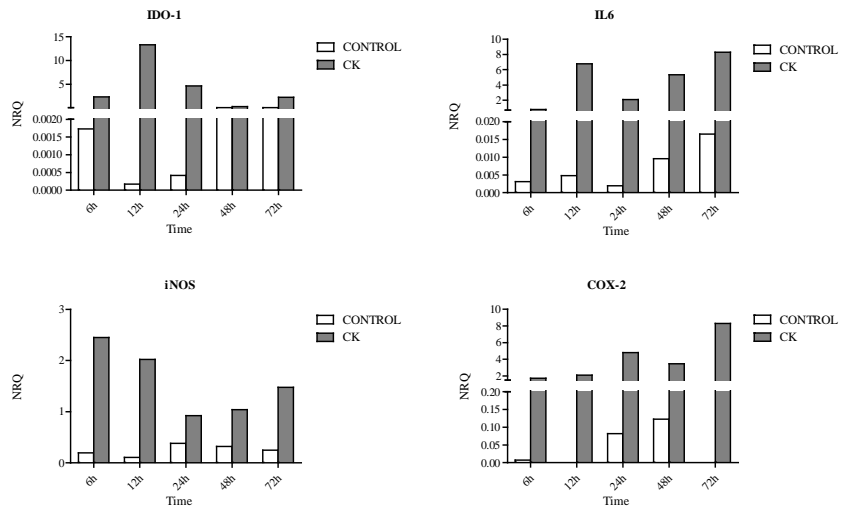 IDO-1
15
10
5
0.0020
0.0015
0.0010
0.0005
0.0000
NRQ
6h
12h
24h
48h
72h
Time
CONTROL
CK
IL6
10
8
6
4
2
0.020
0.015
0.010
0.005
0.000
NRQ
6h
12h
24h
48h
72h
Time
CONTROL
CK
iNOS
3
2
1
0
NRQ
6h
12h
24h
48h
72h
Time
CONTROL
CK
COX-2
10
8
6
4
2
0.20
0.15
0.10
0.05
0.00
NRQ
6h
12h
24h
48h
72h
Time
CONTROL
CK